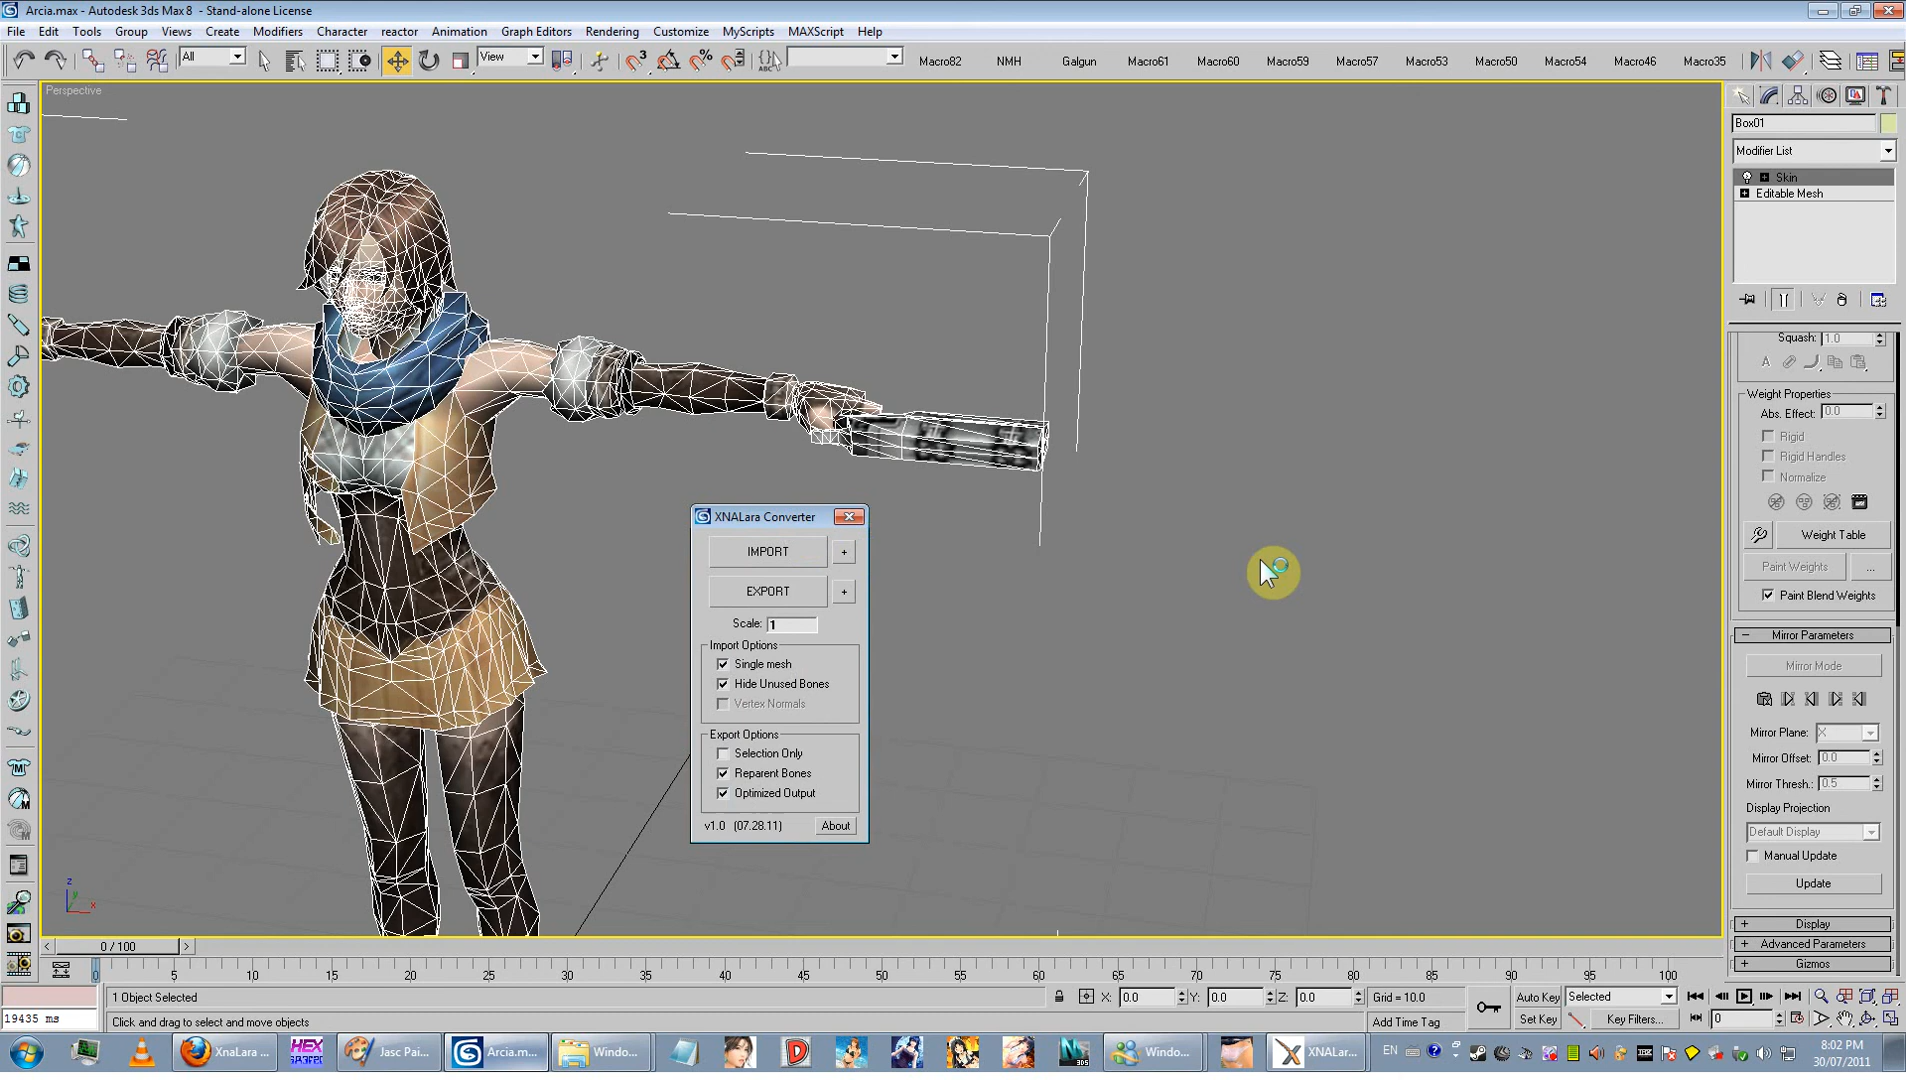 Arcia.max - Autodesk 3ds Max 8 - Stand-alone License
File Edit Tools Group Views Create Modifiers Character reactor Animation Graph Editors Rendering Customize MyScripts MAXScript Help
All View Macro82 NMH Galgun Macro61 Macro60 Macro59 Macro57 Macro53 Macro50 Macro54 Macro46 Macro35
Perspective
Box01
Modifier List
Skin
Editable Mesh
Squash: 1.0
Weight Properties
Abs. Effect: 0.0
Rigid
Rigid Handles
Normalize
Weight Table
Paint Weights ...
Paint Blend Weights
Mirror Parameters
Mirror Mode
Mirror Plane: X
Mirror Offset: 0.0
Mirror Thresh.: 0.5
Display Projection
Default Display
Manual Update
Update
+ Display
+ Advanced Parameters
+ Gizmos
XNALara Converter
IMPORT +
EXPORT +
Scale: 1
Import Options
Single mesh
Hide Unused Bones
Vertex Normals
Export Options
Selection Only
Reparent Bones
Optimized Output
v1.0 (07.28.11) About
z
y
x
0 / 100
0 5 10 15 20 25 30 35 40 45 50 55 60 65 70 75 80 85 90 95 100
1 Object Selected X: 0.0 Y: 0.0 Z: 0.0 Grid = 10.0 Auto Key Selected
19435 ms Click and drag to select and move objects Add Time Tag Set Key Key Filters... 0
XnaLara ... HEX Jasc Pai... Arcia.m... Windo... Windo... XNALar... EN 8:02 PM
30/07/2011